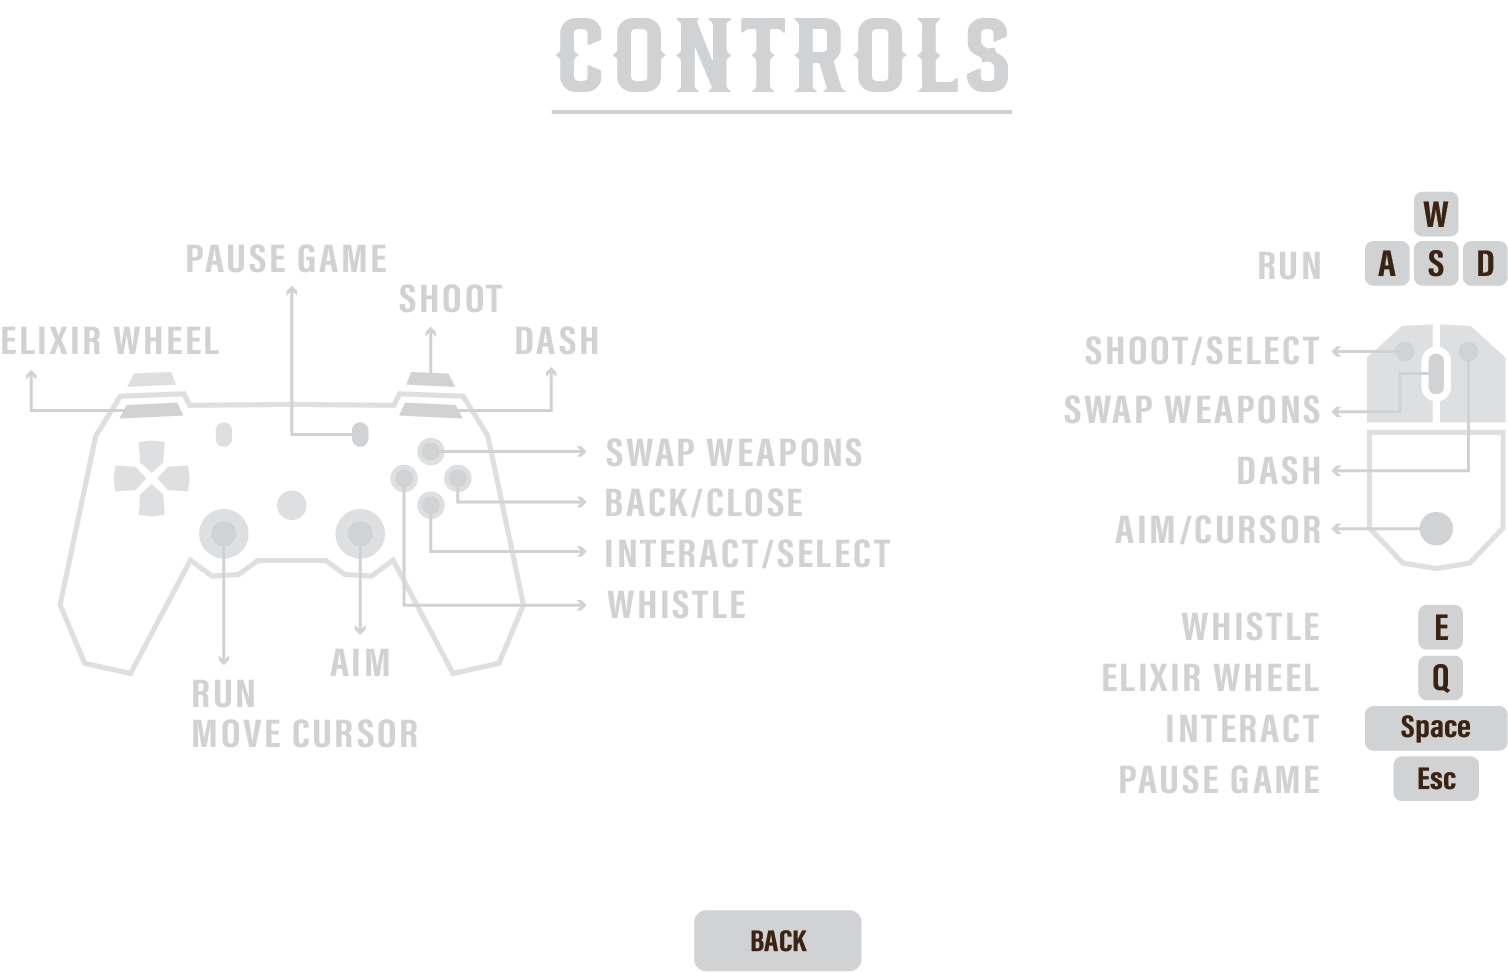 CONTROLS
PAUSE GAME
SHOOT
ELIXIR WHEEL
DASH
SWAP WEAPONS
BACK/CLOSE
INTERACT/SELECT
WHISTLE
AIM
RUN
MOVE CURSOR
W
RUN A S D
SHOOT/SELECT
SWAP WEAPONS
DASH
AIM/CURSOR
WHISTLE E
ELIXIR WHEEL Q
INTERACT Space
PAUSE GAME Esc
BACK